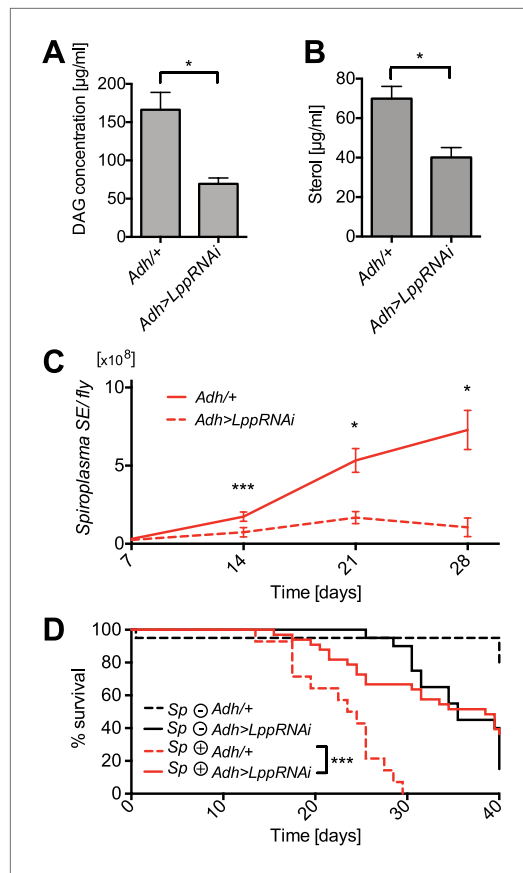 A
DAG concentration [µg/ml]
200
150
100
50
0
*
Adh/+
Adh>LppRNAi
B
Sterol [µg/ml]
80
60
40
20
0
*
Adh/+
Adh>LppRNAi
C
[x10⁸]
Spiroplasma SE/fly
10
5
0
Adh/+
Adh>LppRNAi
***
*
*
7
14
21
28
Time [days]
D
% survival
100
80
60
40
20
0
Sp ⊖ Adh/+
Sp ⊖ Adh>LppRNAi
Sp ⊕ Adh/+
Sp ⊕ Adh>LppRNAi
***
0
10
20
30
40
Time [days]